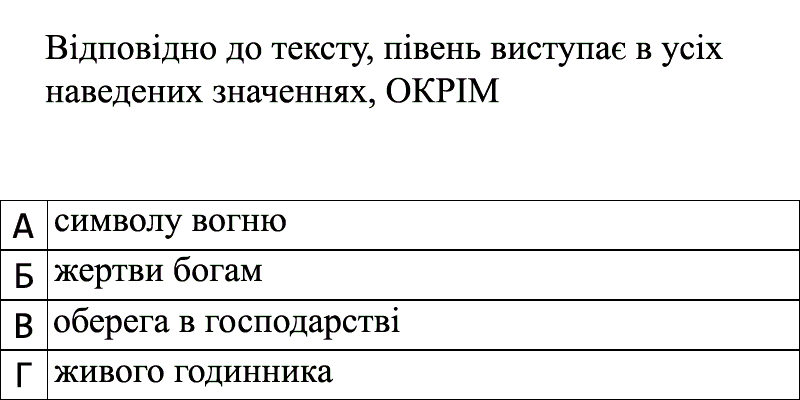 Відповідно до тексту, півень виступає в усіх
наведених значеннях, ОКРІМ
А символу вогню
Б жертви богам
В оберега в господарстві
Г живого годинника